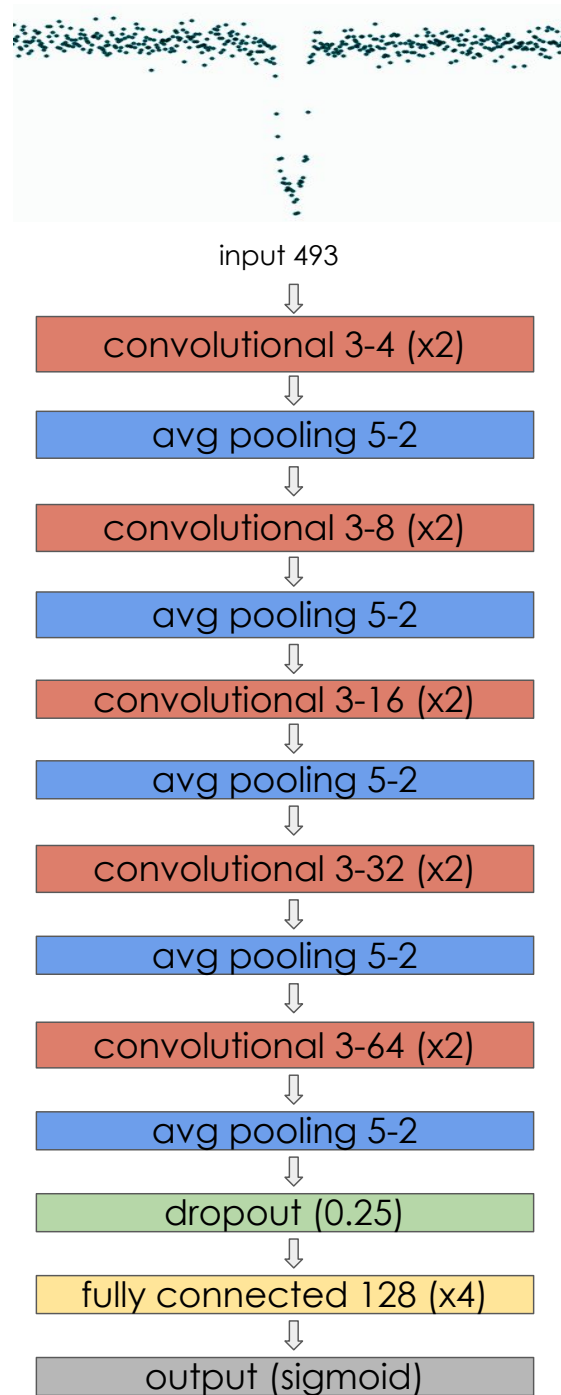 input 493
convolutional 3-4 (x2)
avg pooling 5-2
convolutional 3-8 (x2)
avg pooling 5-2
convolutional 3-16 (x2)
avg pooling 5-2
convolutional 3-32 (x2)
avg pooling 5-2
convolutional 3-64 (x2)
avg pooling 5-2
dropout (0.25)
fully connected 128 (x4)
output (sigmoid)